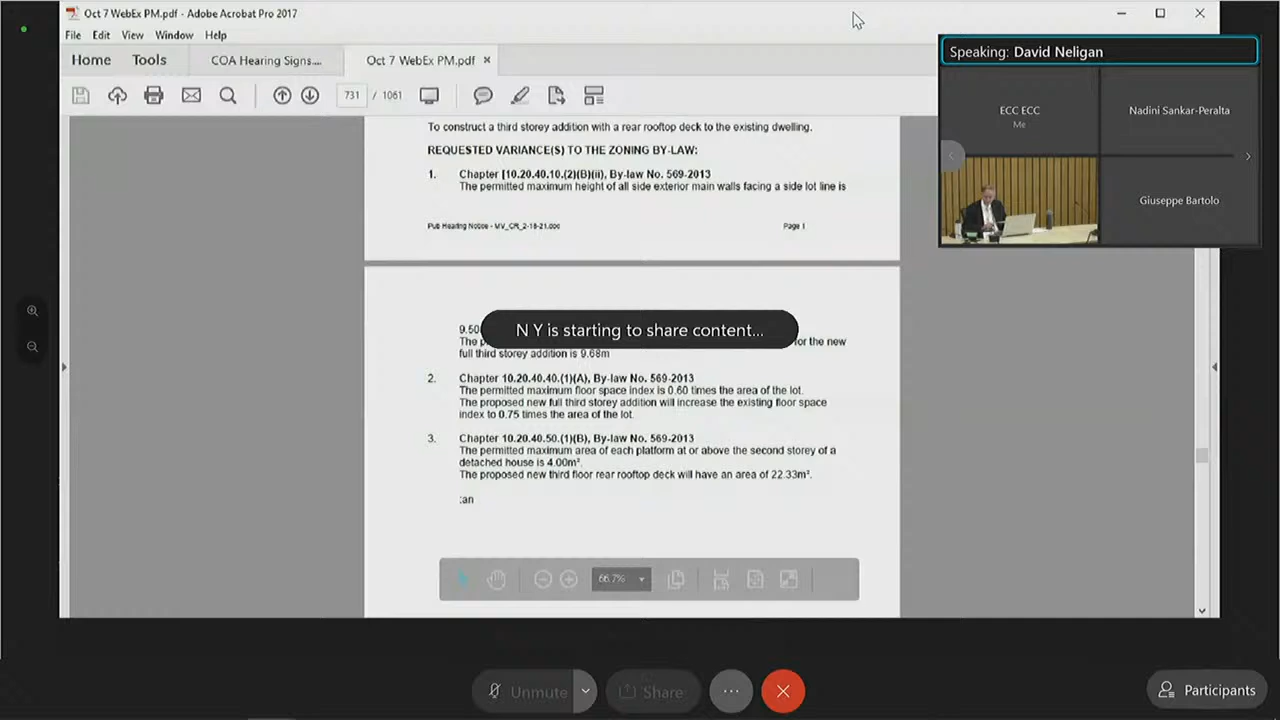 Oct 7 WebEx PM.pdf - Adobe Acrobat Pro 2017
File Edit View Window Help
Home Tools COA Hearing Signs.... Oct 7 WebEx PM.pdf ×
731 / 1061
Speaking: David Neligan
ECC ECC
Me
Nadini Sankar-Peralta
Giuseppe Bartolo
To construct a third storey addition with a rear rooftop deck to the existing dwelling.
REQUESTED VARIANCE(S) TO THE ZONING BY-LAW:
1. Chapter [10.20.40.10.(2)(B)(ii), By-law No. 569-2013
The permitted maximum height of all side exterior main walls facing a side lot line is
Pub Hearing Notice - MV_CR_2-18-21.doc Page 1
9.50
N Y is starting to share content...
The p for the new
full third storey addition is 9.68m
2. Chapter 10.20.40.40.(1)(A), By-law No. 569-2013
The permitted maximum floor space index is 0.60 times the area of the lot.
The proposed new full third storey addition will increase the existing floor space
index to 0.75 times the area of the lot.
3. Chapter 10.20.40.50.(1)(B), By-law No. 569-2013
The permitted maximum area of each platform at or above the second storey of a
detached house is 4.00m².
The proposed new third floor rear rooftop deck will have an area of 22.33m².
:an
66.7%
Unmute Share ... Participants